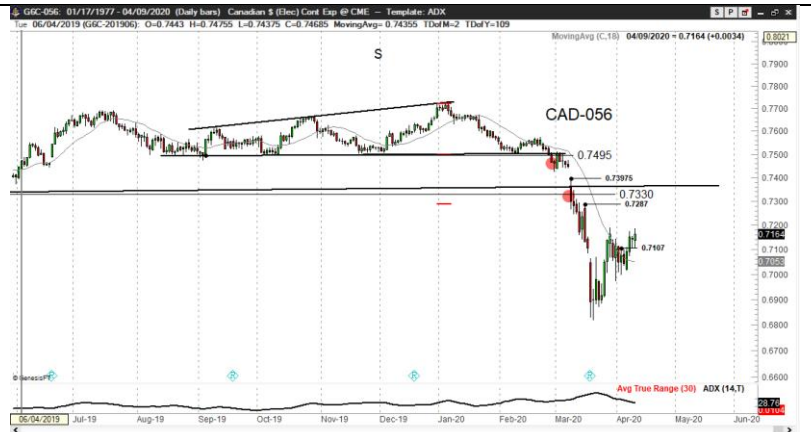 G6C-056: 01/17/1977 - 04/09/2020 (Daily bars) Canadian $ (Elec) Cont Exp @ CME — Template: ADX
S P
Tue 06/04/2019 (G6C-201906) O=0.7443 H=0.74755 L=0.74375 C=0.74685 MovingAvg= 0.74355 TDofM=2 TDofY=109
MovingAvg (C,18) 04/09/2020 = 0.7164 (+0.0034)
0.8021
S
0.7900
0.7800
CAD-056
0.7700
0.7600
0.7495
0.7500
0.73975
0.7400
0.7330
0.7300
0.7287
0.7200
0.7164
0.7107
0.7100
0.7053
0.7000
0.6900
0.6800
0.6700
R R R R
0.6600
Avg True Range (30) ADX (14,T)
28.76
0.0104
06/04/2019 Jul-19 Aug-19 Sep-19 Oct-19 Nov-19 Dec-19 Jan-20 Feb-20 Mar-20 Apr-20 May-20 Jun-20